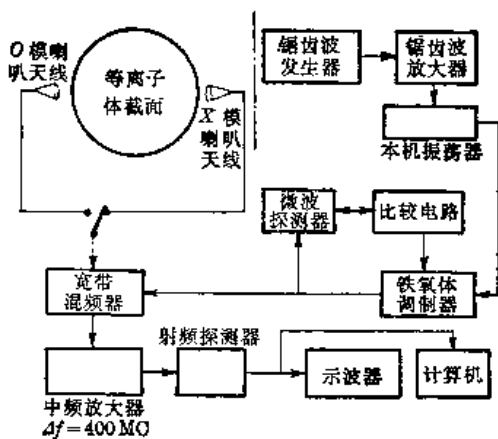 O模喇
叭天线
等离子
体截面
X模
喇叭
天线
锯齿波
发生器
锯齿波
放大器
本机振荡器
微波
探测器
比较电路
宽带
混频器
铁氧体
调制器
射频探测器
示波器
计算机
中频放大器
Δf=400MC